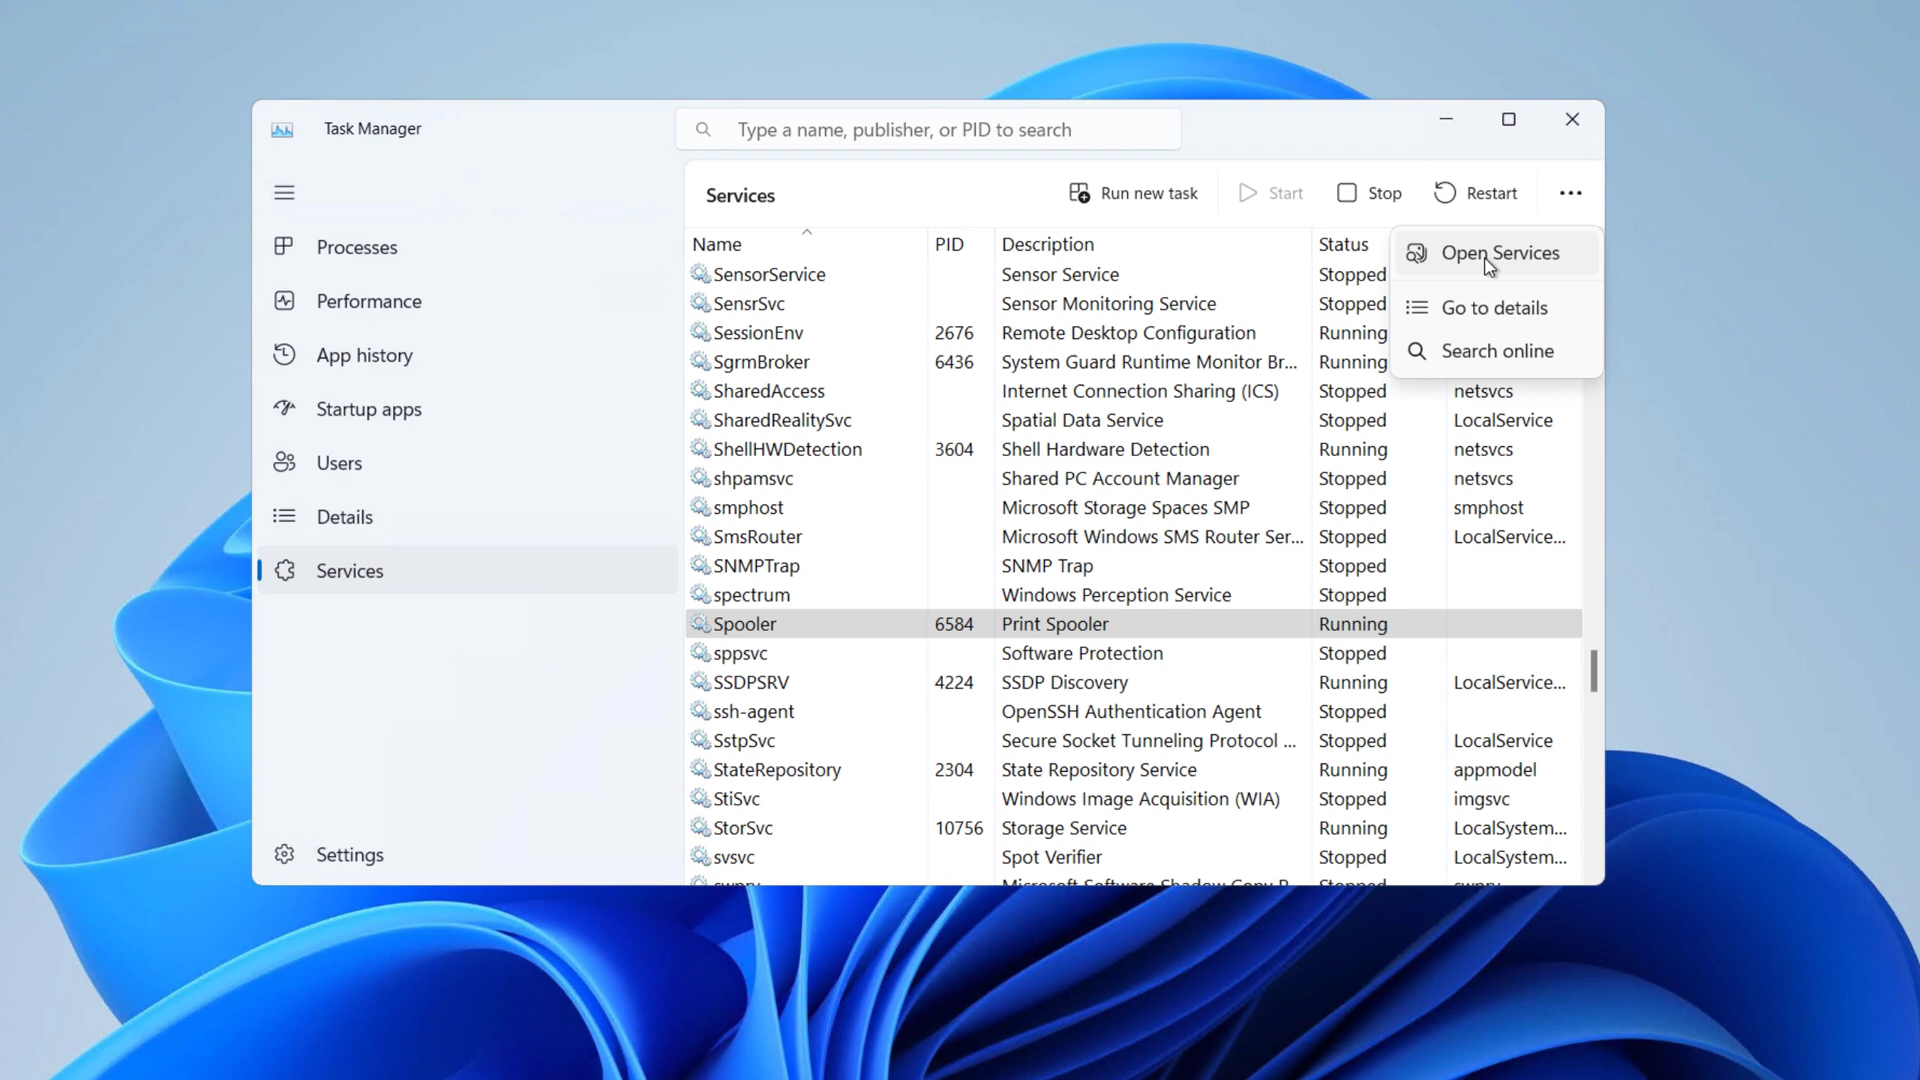 Task Manager
Type a name, publisher, or PID to search
Services
Run new task
Start
Stop
Restart
Processes
Performance
App history
Startup apps
Users
Details
Services
Settings
Name PID Description Status
SensorService Sensor Service Stopped
SensrSvc Sensor Monitoring Service Stopped
SessionEnv 2676 Remote Desktop Configuration Running
SgrmBroker 6436 System Guard Runtime Monitor Br... Running
SharedAccess Internet Connection Sharing (ICS) Stopped netsvcs
SharedRealitySvc Spatial Data Service Stopped LocalService
ShellHWDetection 3604 Shell Hardware Detection Running netsvcs
shpamsvc Shared PC Account Manager Stopped netsvcs
smphost Microsoft Storage Spaces SMP Stopped smphost
SmsRouter Microsoft Windows SMS Router Ser... Stopped LocalService...
SNMPTrap SNMP Trap Stopped
spectrum Windows Perception Service Stopped
Spooler 6584 Print Spooler Running
sppsvc Software Protection Stopped
SSDPSRV 4224 SSDP Discovery Running LocalService...
ssh-agent OpenSSH Authentication Agent Stopped
SstpSvc Secure Socket Tunneling Protocol ... Stopped LocalService
StateRepository 2304 State Repository Service Running appmodel
StiSvc Windows Image Acquisition (WIA) Stopped imgsvc
StorSvc 10756 Storage Service Running LocalSystem...
svsvc Spot Verifier Stopped LocalSystem...
swprv Microsoft Software Shadow Copy P... Stopped swprv
Open Services
Go to details
Search online